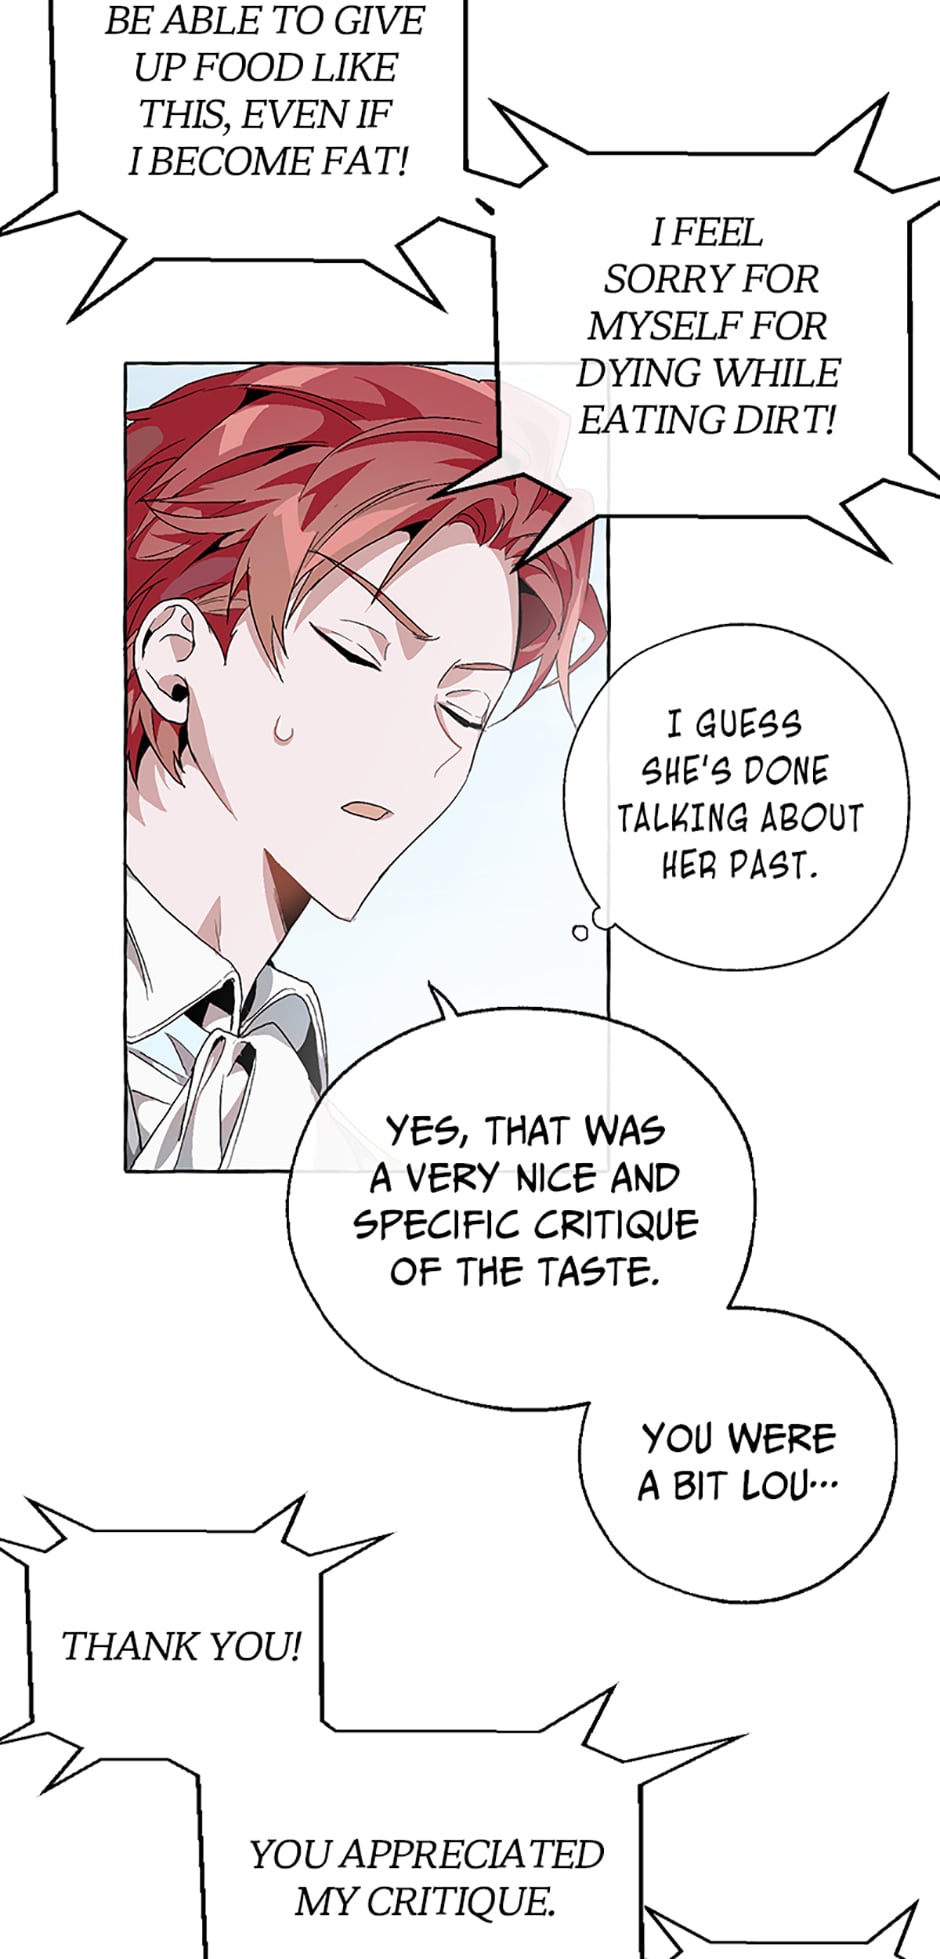 BE ABLE TO GIVE
UP FOOD LIKE
THIS, EVEN IF
I BECOME FAT!
I FEEL
SORRY FOR
MYSELF FOR
DYING WHILE
EATING DIRT!
I GUESS
SHE'S DONE
TALKING ABOUT
HER PAST.
YES, THAT WAS
A VERY NICE AND
SPECIFIC CRITIQUE
OF THE TASTE.
YOU WERE
A BIT LOU...
THANK YOU!
YOU APPRECIATED
MY CRITIQUE.